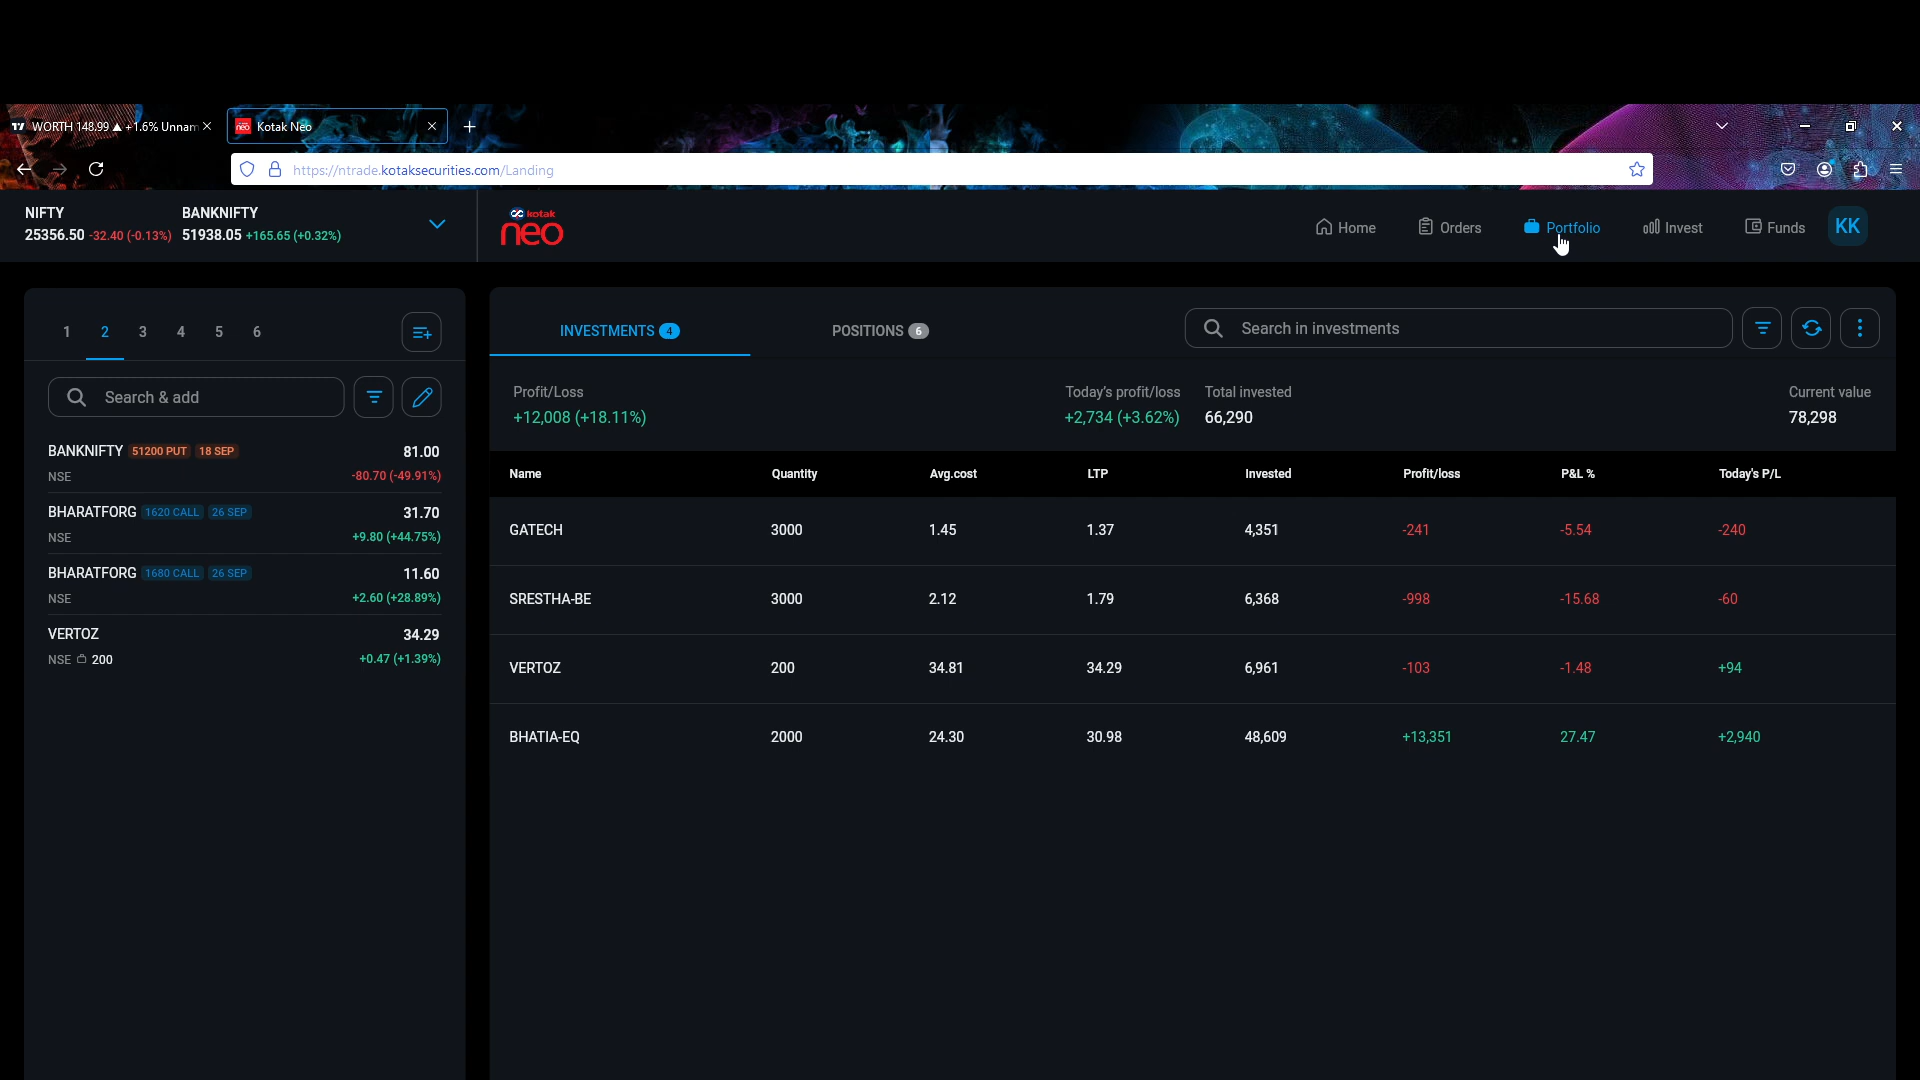 WORTH 148.99 ▲ +1.6% Unnam
Kotak Neo
https://ntrade.kotaksecurities.com/Landing
NIFTY
25356.50 -32.40 (-0.13%)
BANKNIFTY
51938.05 +165.65 (+0.32%)
kotak
neo
Home
Orders
Portfolio
Invest
Funds
KK
1 2 3 4 5 6
Search & add
BANKNIFTY 51200 PUT 18 SEP 81.00
NSE -80.70 (-49.91%)
BHARATFORG 1620 CALL 26 SEP 31.70
NSE +9.80 (+44.75%)
BHARATFORG 1680 CALL 26 SEP 11.60
NSE +2.60 (+28.89%)
VERTOZ 34.29
NSE 200 +0.47 (+1.39%)
INVESTMENTS 4
POSITIONS 6
Search in investments
Profit/Loss Today's profit/loss Total invested Current value
+12,008 (+18.11%) +2,734 (+3.62%) 66,290 78,298
Name Quantity Avg.cost LTP Invested Profit/loss P&L % Today's P/L
GATECH 3000 1.45 1.37 4,351 -241 -5.54 -240
SRESTHA-BE 3000 2.12 1.79 6,368 -998 -15.68 -60
VERTOZ 200 34.81 34.29 6,961 -103 -1.48 +94
BHATIA-EQ 2000 24.30 30.98 48,609 +13,351 27.47 +2,940